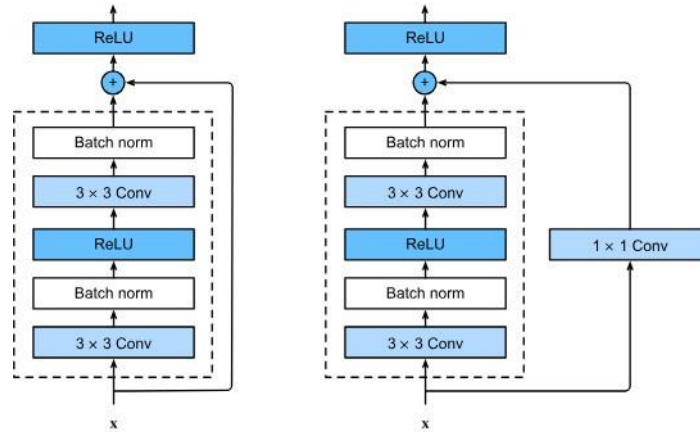 ReLU
+
Batch norm
3 × 3 Conv
ReLU
Batch norm
3 × 3 Conv
x
ReLU
+
Batch norm
3 × 3 Conv
ReLU
1 × 1 Conv
Batch norm
3 × 3 Conv
x